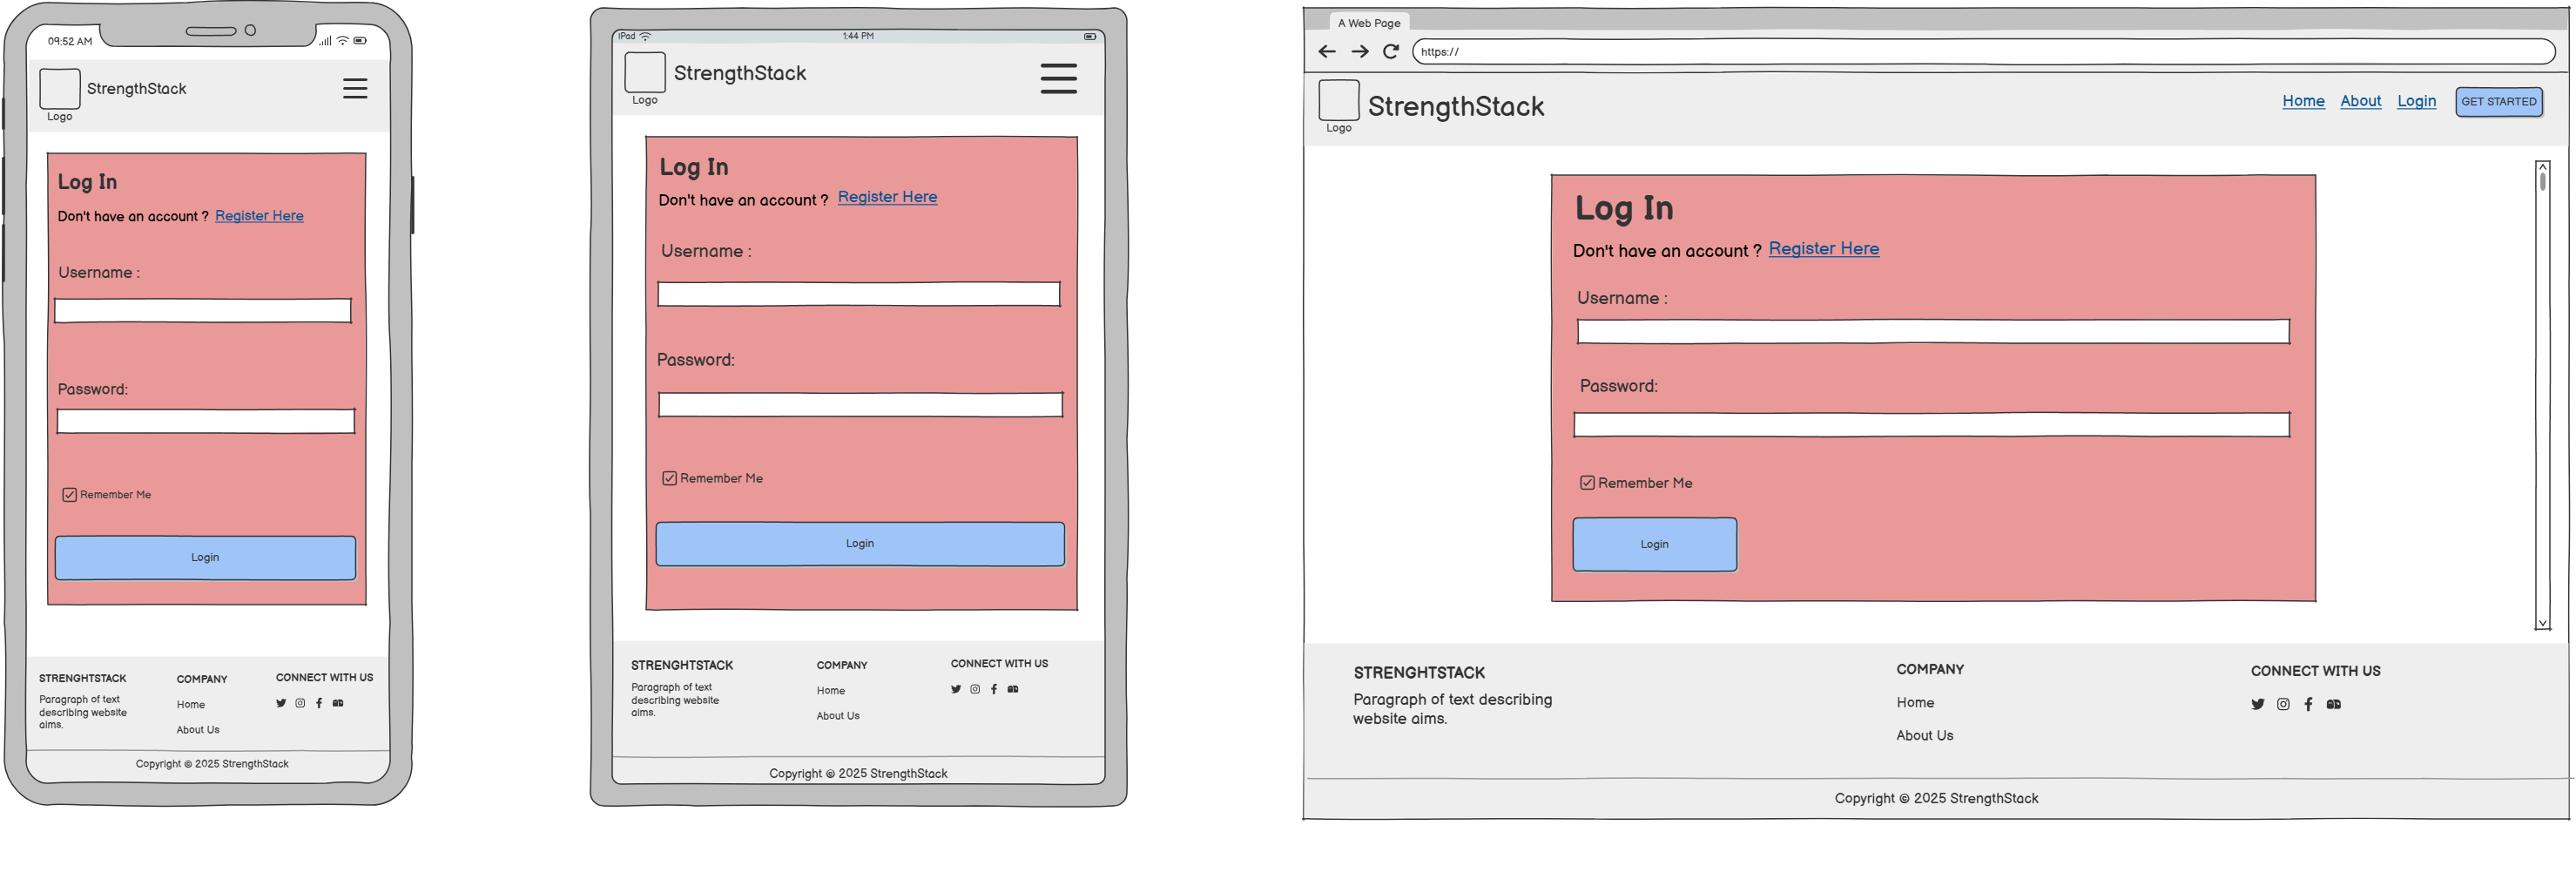 09:52 AM
StrengthStack
Logo
Log In
Don't have an account ? Register Here
Username :
Password:
Remember Me
Login
STRENGHTSTACK
Paragraph of text
describing website
aims.
COMPANY
Home
About Us
CONNECT WITH US
Copyright © 2025 StrengthStack
iPad
1:44 PM
StrengthStack
Logo
Log In
Don't have an account ? Register Here
Username :
Password:
Remember Me
Login
STRENGHTSTACK
Paragraph of text
describing website
aims.
COMPANY
Home
About Us
CONNECT WITH US
Copyright © 2025 StrengthStack
A Web Page
https://
StrengthStack
Logo
Home About Login GET STARTED
Log In
Don't have an account ? Register Here
Username :
Password:
Remember Me
Login
STRENGHTSTACK
Paragraph of text describing
website aims.
COMPANY
Home
About Us
CONNECT WITH US
Copyright © 2025 StrengthStack